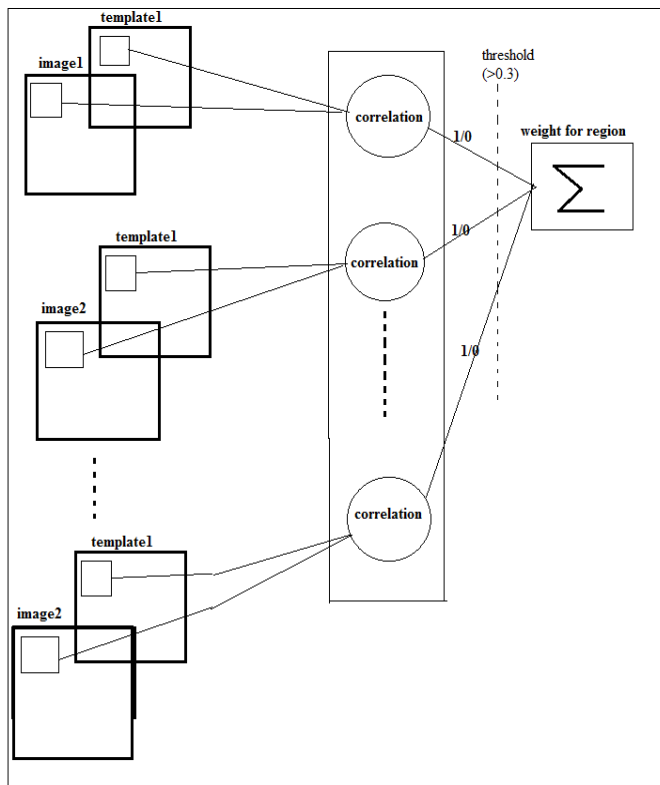 template1
image1
correlation
threshold
(>0.3)
1/0
weight for region
Σ
template1
image2
correlation
1/0
1/0
template1
image2
correlation